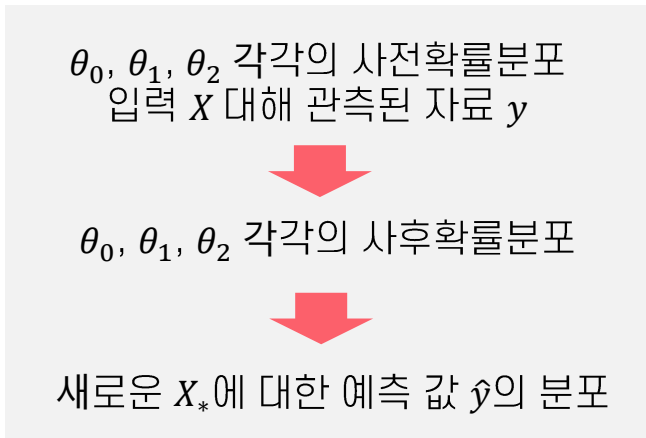 θ₀, θ₁, θ₂ 각각의 사전확률분포
입력 X 대해 관측된 자료 y
θ₀, θ₁, θ₂ 각각의 사후확률분포
새로운 X₎에 대한 예측 값 ŷ의 분포